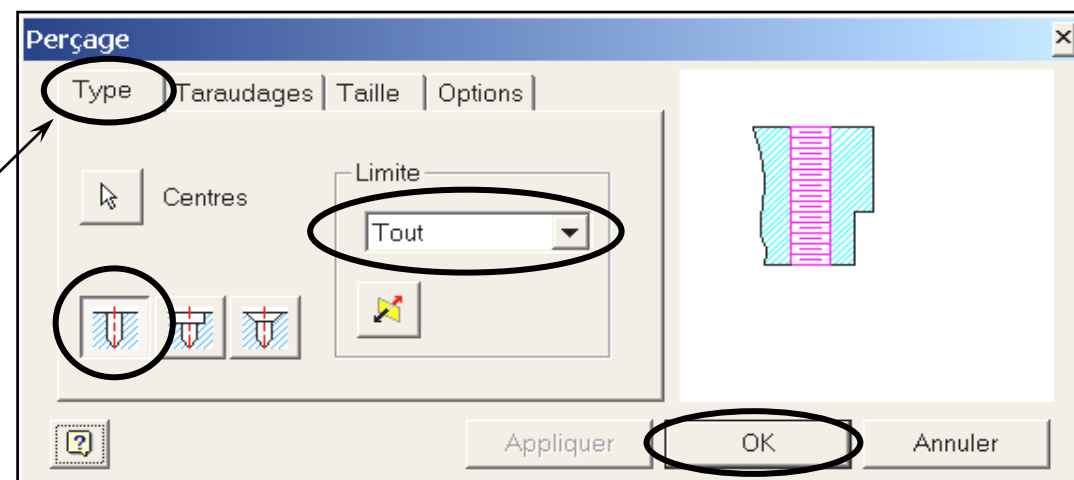 Perçage
Type Taraudages Taille Options
Limite
Centres
Tout
Appliquer OK Annuler